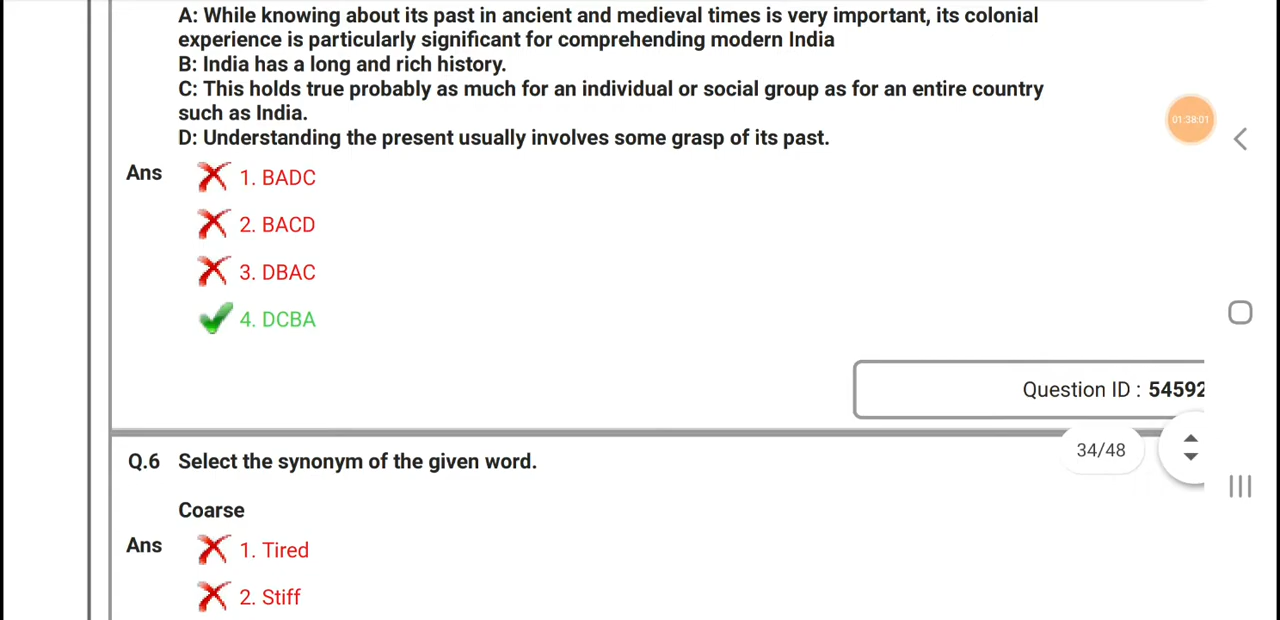 A: While knowing about its past in ancient and medieval times is very important, its colonial
experience is particularly significant for comprehending modern India
B: India has a long and rich history.
C: This holds true probably as much for an individual or social group as for an entire country
such as India.
D: Understanding the present usually involves some grasp of its past.
01:38:01
Ans
1. BADC
2. BACD
3. DBAC
4. DCBA
Question ID : 54592
34/48
Q.6 Select the synonym of the given word.
Coarse
Ans
1. Tired
2. Stiff